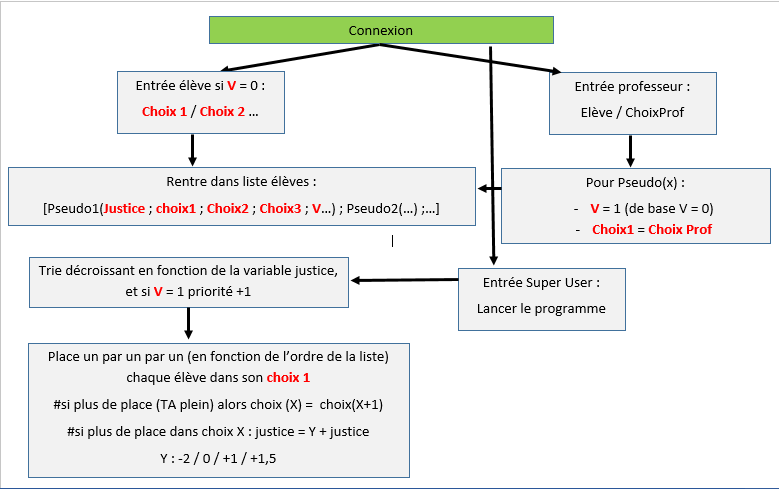 Connexion
Entrée élève si V = 0 :
Choix 1 / Choix 2 ...
Entrée professeur :
Elève / ChoixProf
Rentre dans liste élèves :
[Pseudo1(Justice ; choix1 ; Choix2 ; Choix3 ; V...) ; Pseudo2(...) ;...]
Pour Pseudo(x) :
- V = 1 (de base V = 0)
- Choix1 = Choix Prof
Trie décroissant en fonction de la variable justice,
et si V = 1 priorité +1
Entrée Super User :
Lancer le programme
Place un par un par un (en fonction de l'ordre de la liste)
chaque élève dans son choix 1
#si plus de place (TA plein) alors choix (X) = choix(X+1)
#si plus de place dans choix X : justice = Y + justice
Y : -2 / 0 / +1 / +1,5